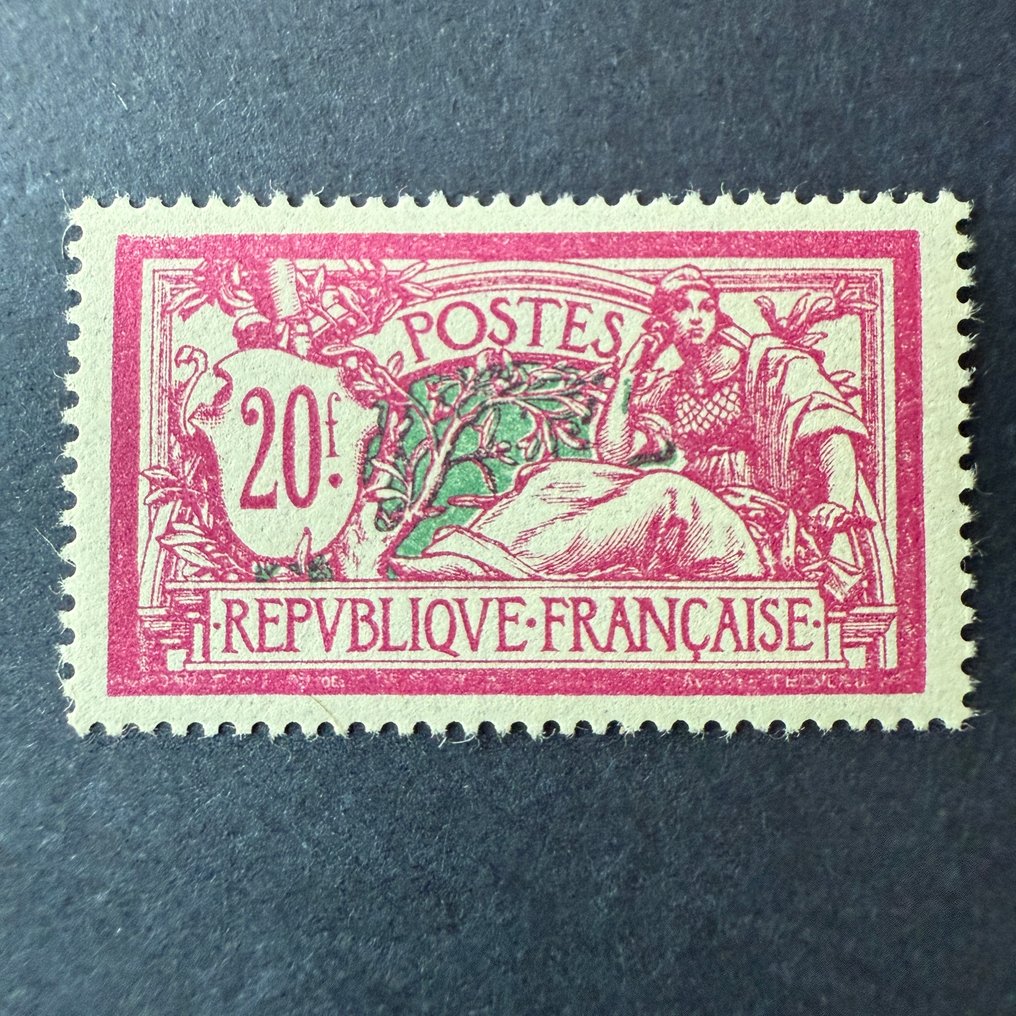 POSTES
20f.
·REPVBLIQVE·FRANÇAISE·